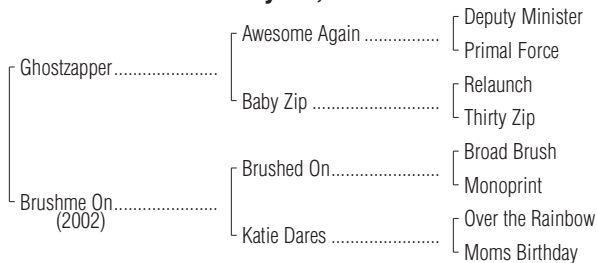 Deputy Minister
Awesome Again ................
Primal Force
Ghostzapper......................
Relaunch
Baby Zip ...........................
Thirty Zip
Broad Brush
Brushed On.......................
Monoprint
Brushme On......................
(2002)
Over the Rainbow
Katie Dares .......................
Moms Birthday